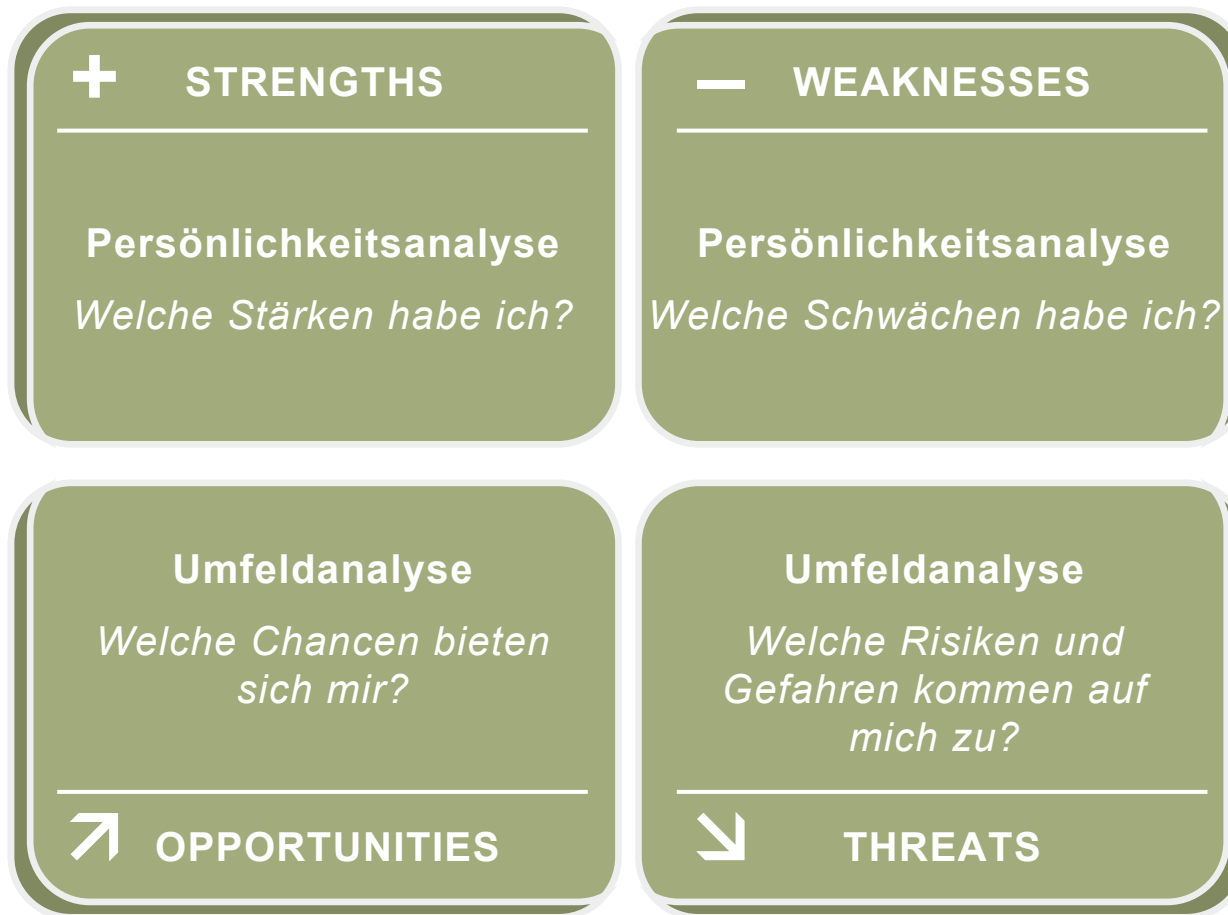 STRENGTHS
Persönlichkeitsanalyse
Welche Stärken habe ich?
WEAKNESSES
Persönlichkeitsanalyse
Welche Schwächen habe ich?
Umfeldanalyse
Welche Chancen bieten
sich mir?
OPPORTUNITIES
Umfeldanalyse
Welche Risiken und
Gefahren kommen auf
mich zu?
THREATS